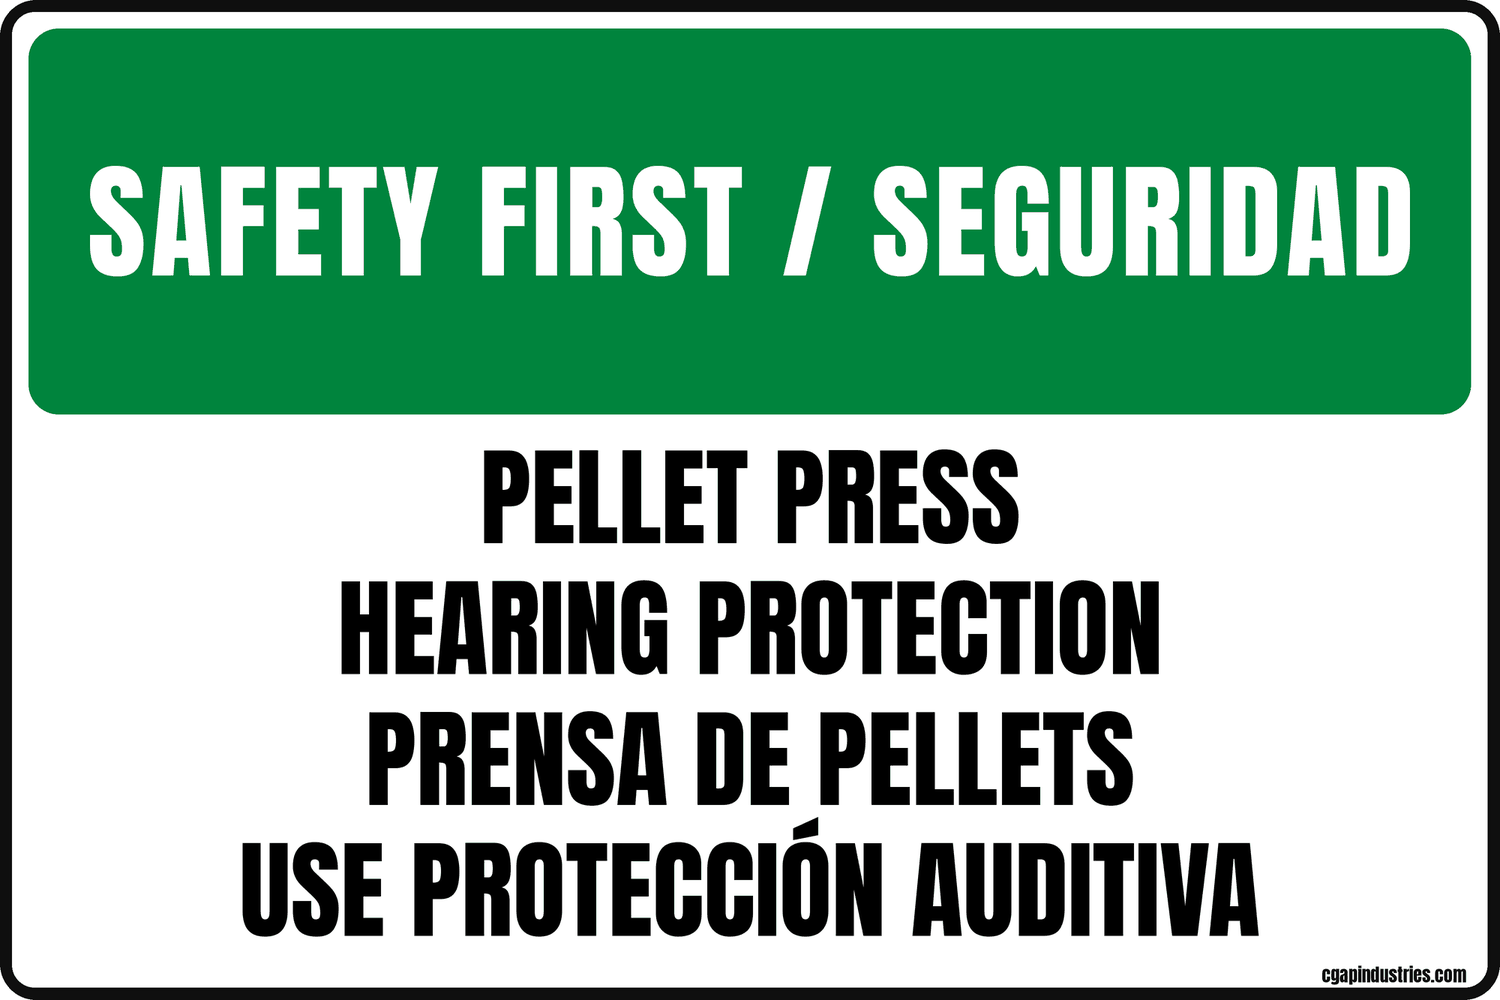 SAFETY FIRST / SEGURIDAD
PELLET PRESS
HEARING PROTECTION
PRENSA DE PELLETS
USE PROTECCIÓN AUDITIVA
cgapindustries.com